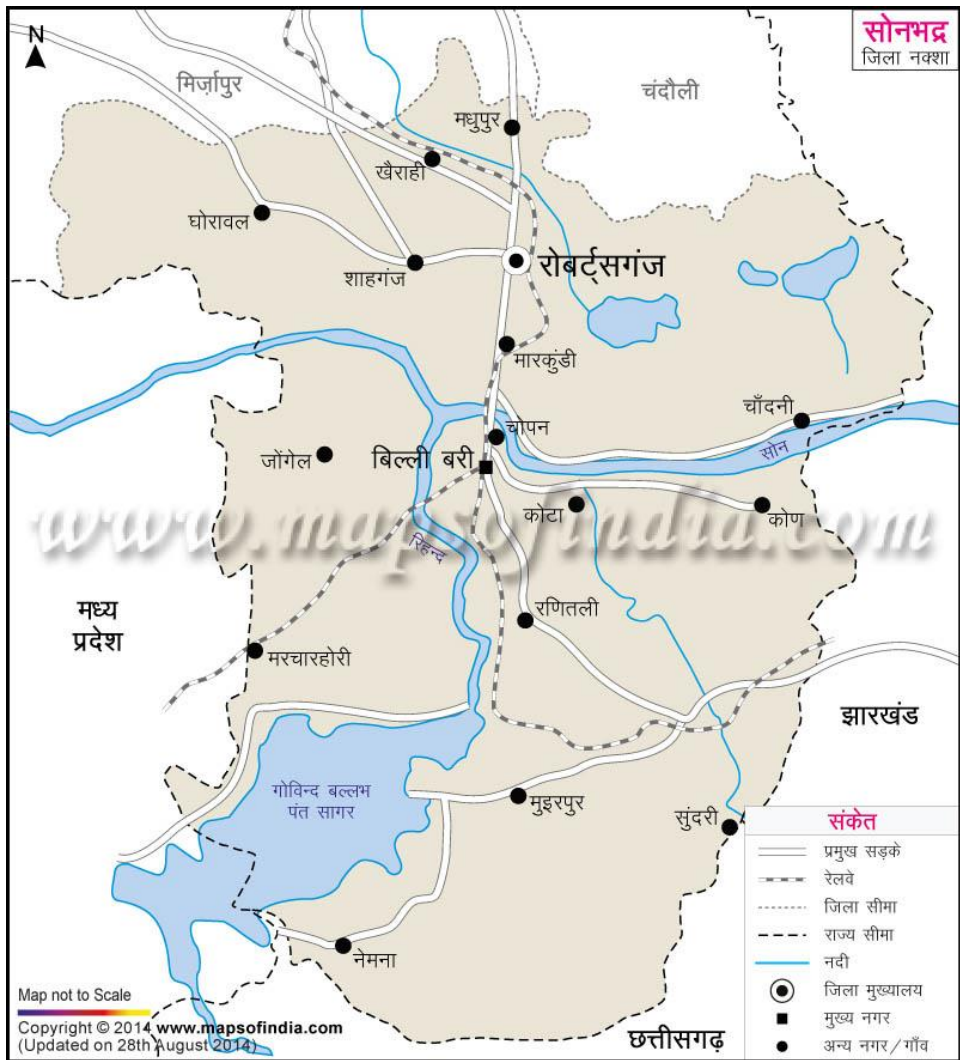 N
सोनभद्र
जिला नक्शा
मिर्ज़ापुर
चंदौली
मधुपुर
खैराही
घोरावल
शाहगंज
रोबर्ट्सगंज
मारकुंडी
चाँदनी
चोपन
सोन
जोंगेल
बिल्ली बरी
कोटा
कोण
www.mapsofindia.com
रिहन्द
मध्य
प्रदेश
रणितली
मरचारहोरी
झारखंड
गोविन्द बल्लभ
पंत सागर
मुइरपुर
सुंदरी
संकेत
प्रमुख सड़के
रेलवे
जिला सीमा
राज्य सीमा
नदी
जिला मुख्यालय
मुख्य नगर
अन्य नगर/गाँव
नेमना
छत्तीसगढ़
Map not to Scale
Copyright © 2014 www.mapsofindia.com
(Updated on 28th August 2014)